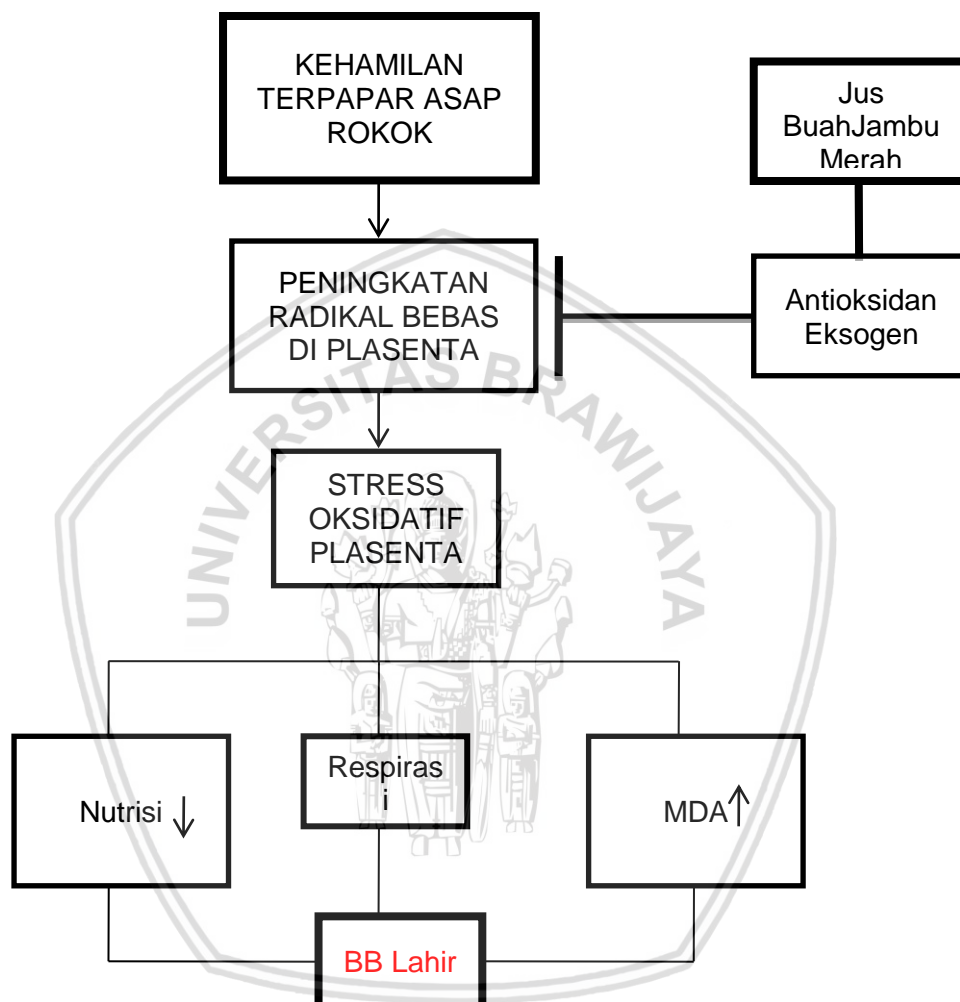 KEHAMILAN
TERPAPAR ASAP
ROKOK
Jus
BuahJambu
Merah
PENINGKATAN
RADIKAL BEBAS
DI PLASENTA
Antioksidan
Eksogen
UNIVERSITAS BRAWIJAYA
STRESS
OKSIDATIF
PLASENTA
Nutrisi ↓
Respiras
i
MDA↑
BB Lahir